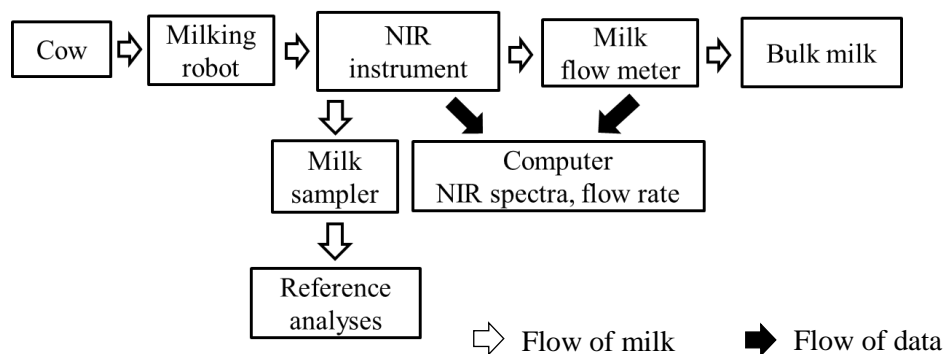 Cow
Milking
robot
NIR
instrument
Milk
flow meter
Bulk milk
Milk
sampler
Computer
NIR spectra, flow rate
Reference
analyses
Flow of milk
Flow of data